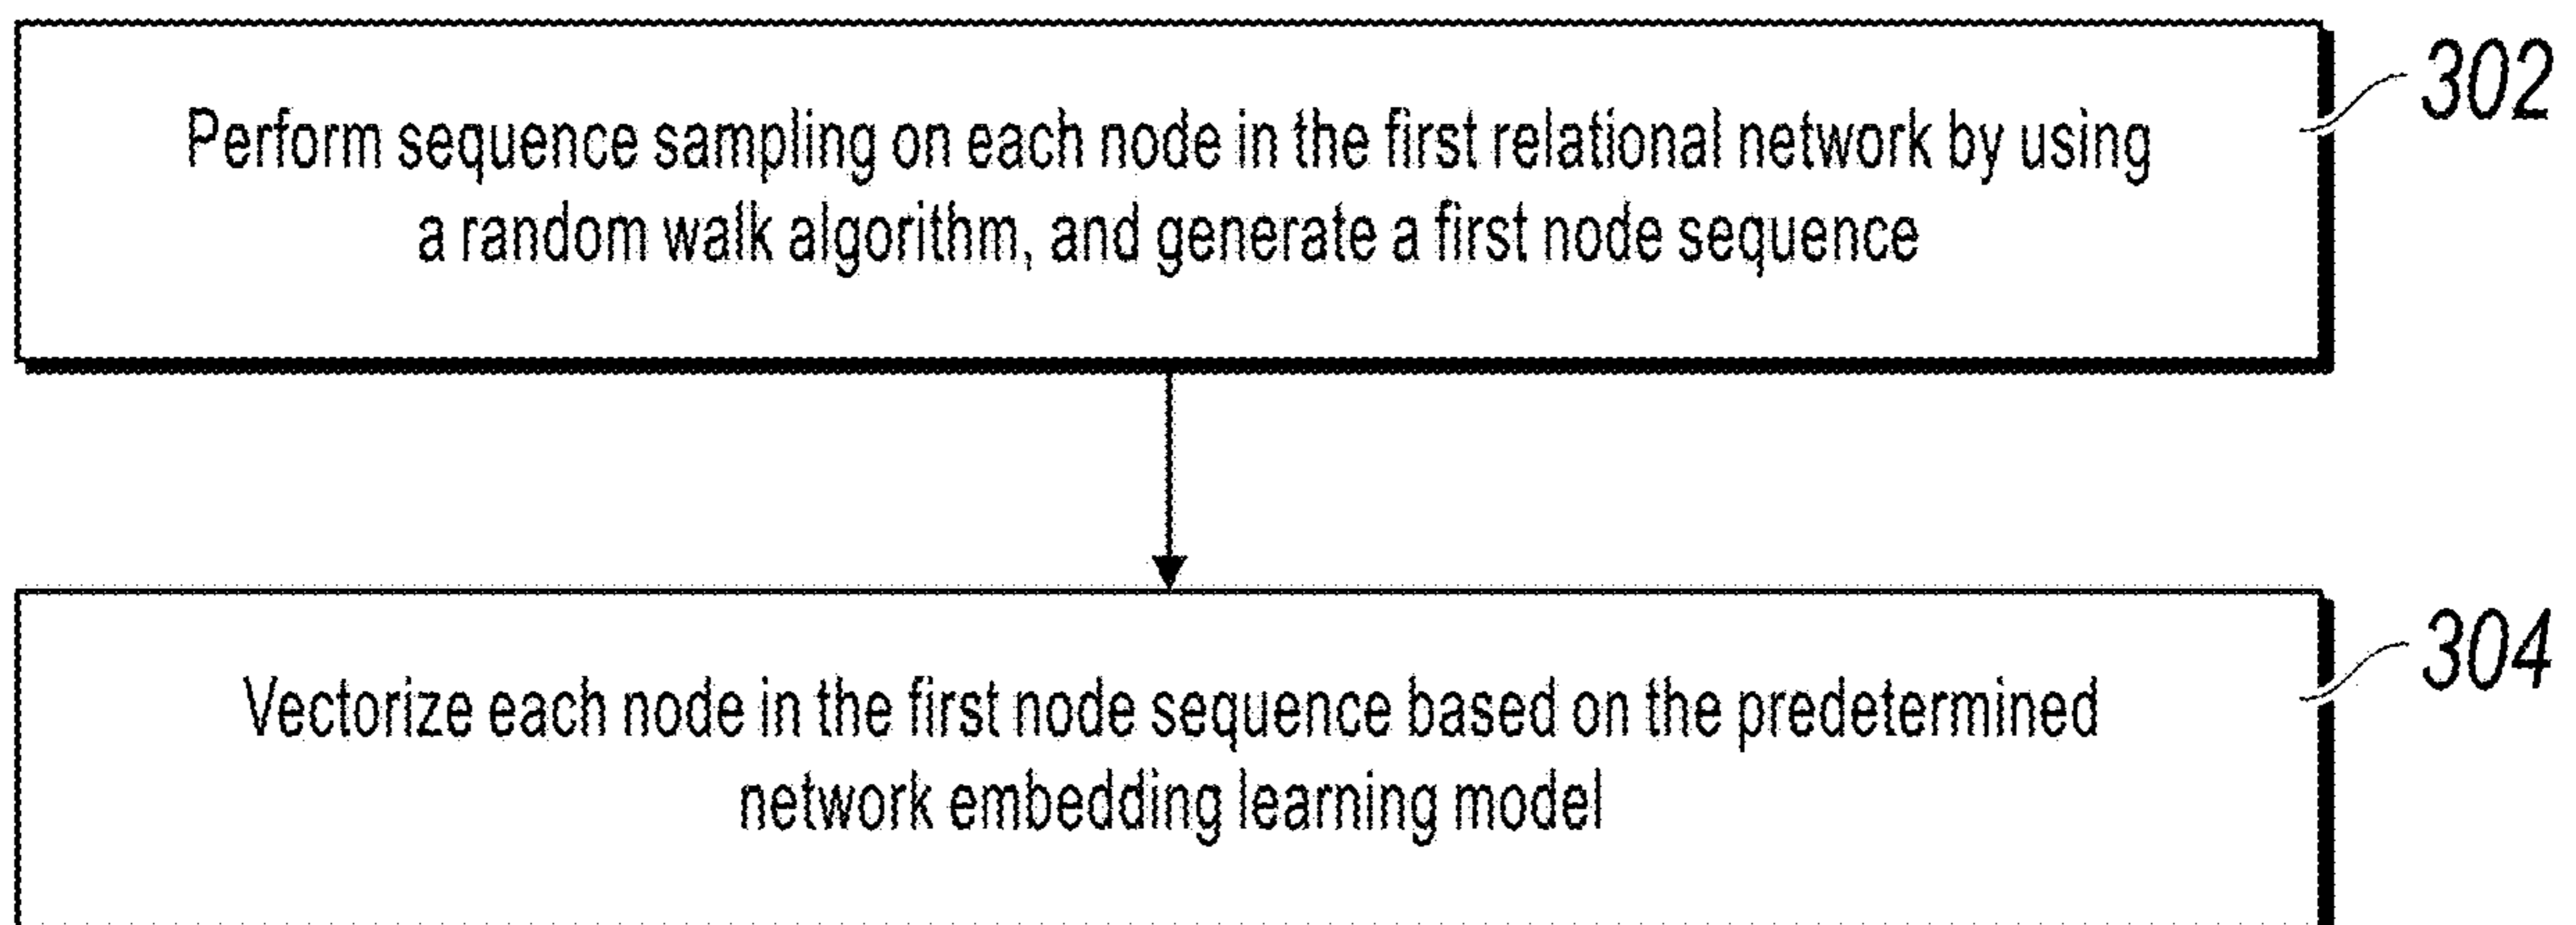 302
Perform sequence sampling on each node in the first relational network by using
a random walk algorithm, and generate a first node sequence
304
Vectorize each node in the first node sequence based on the predetermined
network embedding learning model